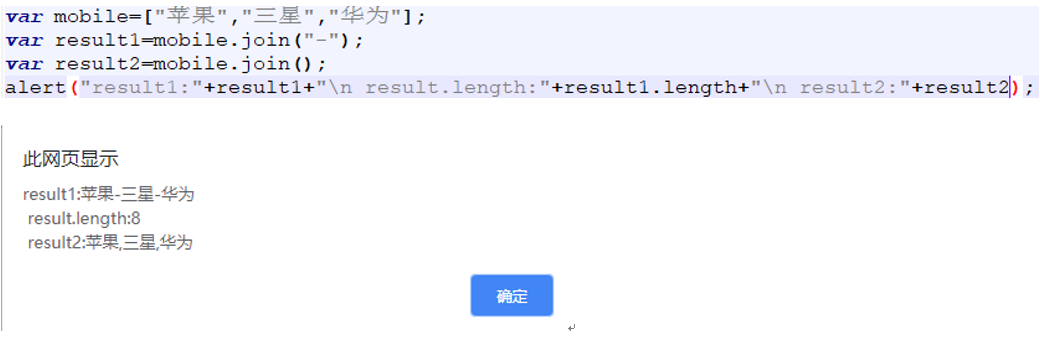 var mobile=["苹果","三星","华为"];
var result1=mobile.join("-");
var result2=mobile.join();
alert("result1:"+result1+"\n result.length:"+result1.length+"\n result2:"+result2);
此网页显示
result1:苹果-三星-华为
result.length:8
result2:苹果,三星,华为
确定